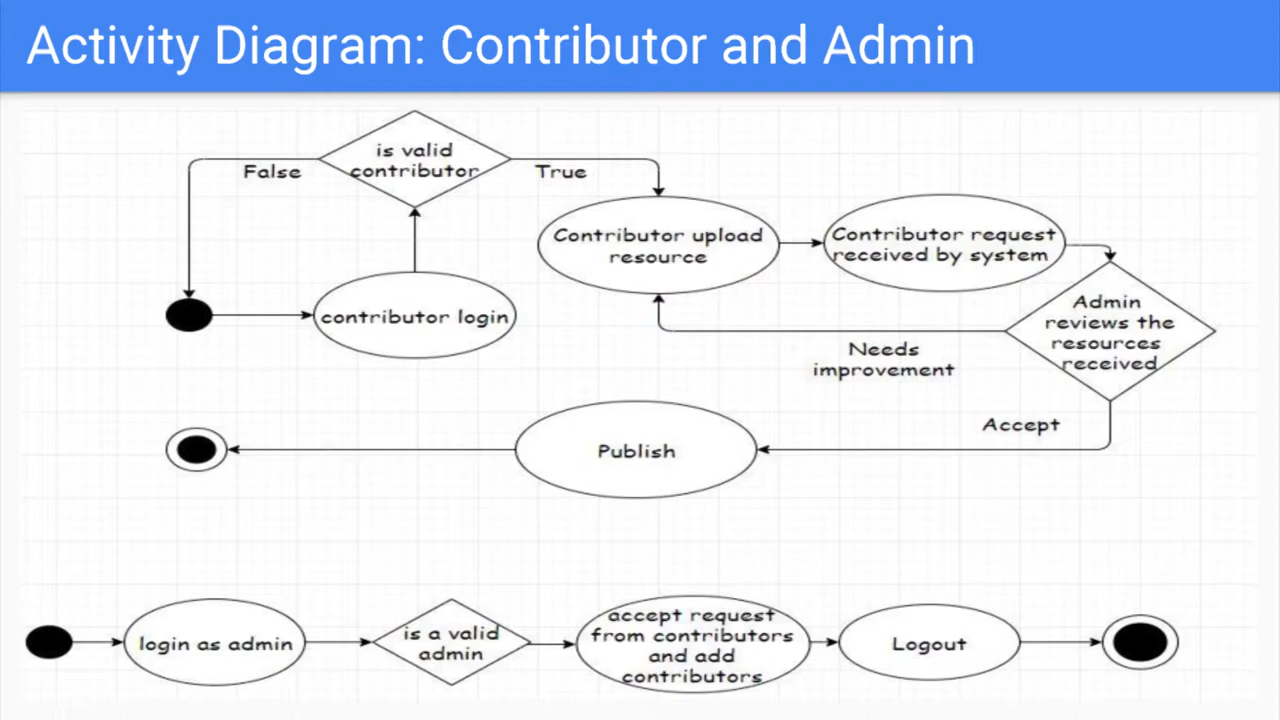 Activity Diagram: Contributor and Admin
is valid
contributor
False
True
Contributor upload
resource
Contributor request
received by system
contributor login
Admin
reviews the
resources
received
Needs
improvement
Accept
Publish
login as admin
is a valid
admin
accept request
from contributors
and add
contributors
Logout